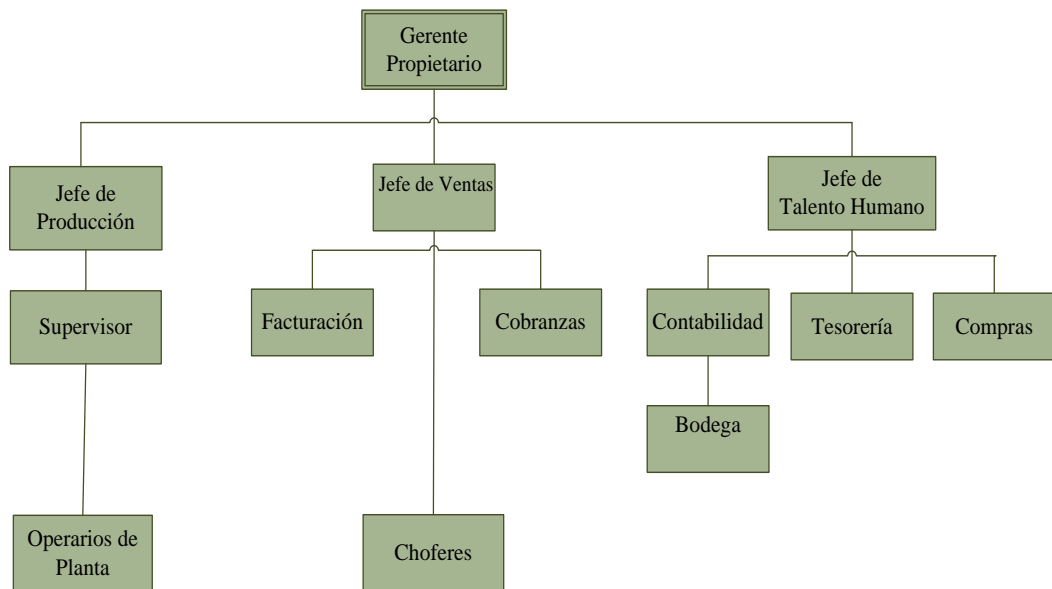 Gerente
Propietario
Jefe de
Producción
Jefe de Ventas
Jefe de
Talento Humano
Supervisor
Facturación
Cobranzas
Contabilidad
Tesorería
Compras
Bodega
Operarios de
Planta
Choferes